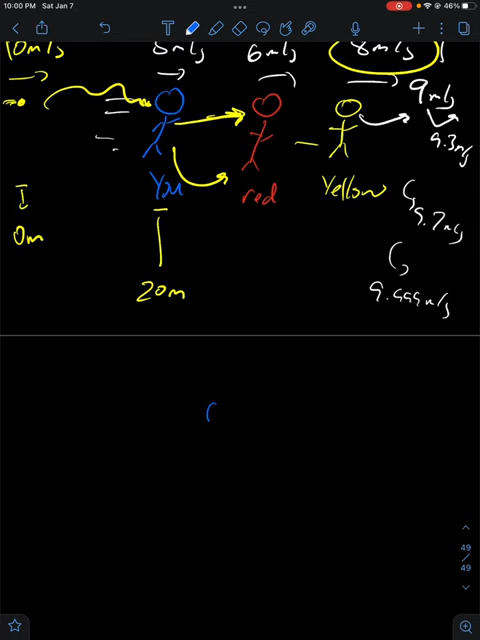 10:00 PM Sat Jan 7
46%
10m/s 8m/s 6m/s 8m/s
9m/s
9.3m/s
You red Yellow
9.7m/s
0m
20m
9.999m/s
49
49